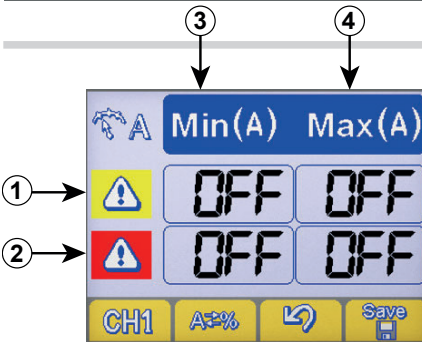 3 4
A Min(A) Max(A)
1 OFF OFF
2 OFF OFF
CH1 A⇄% Save